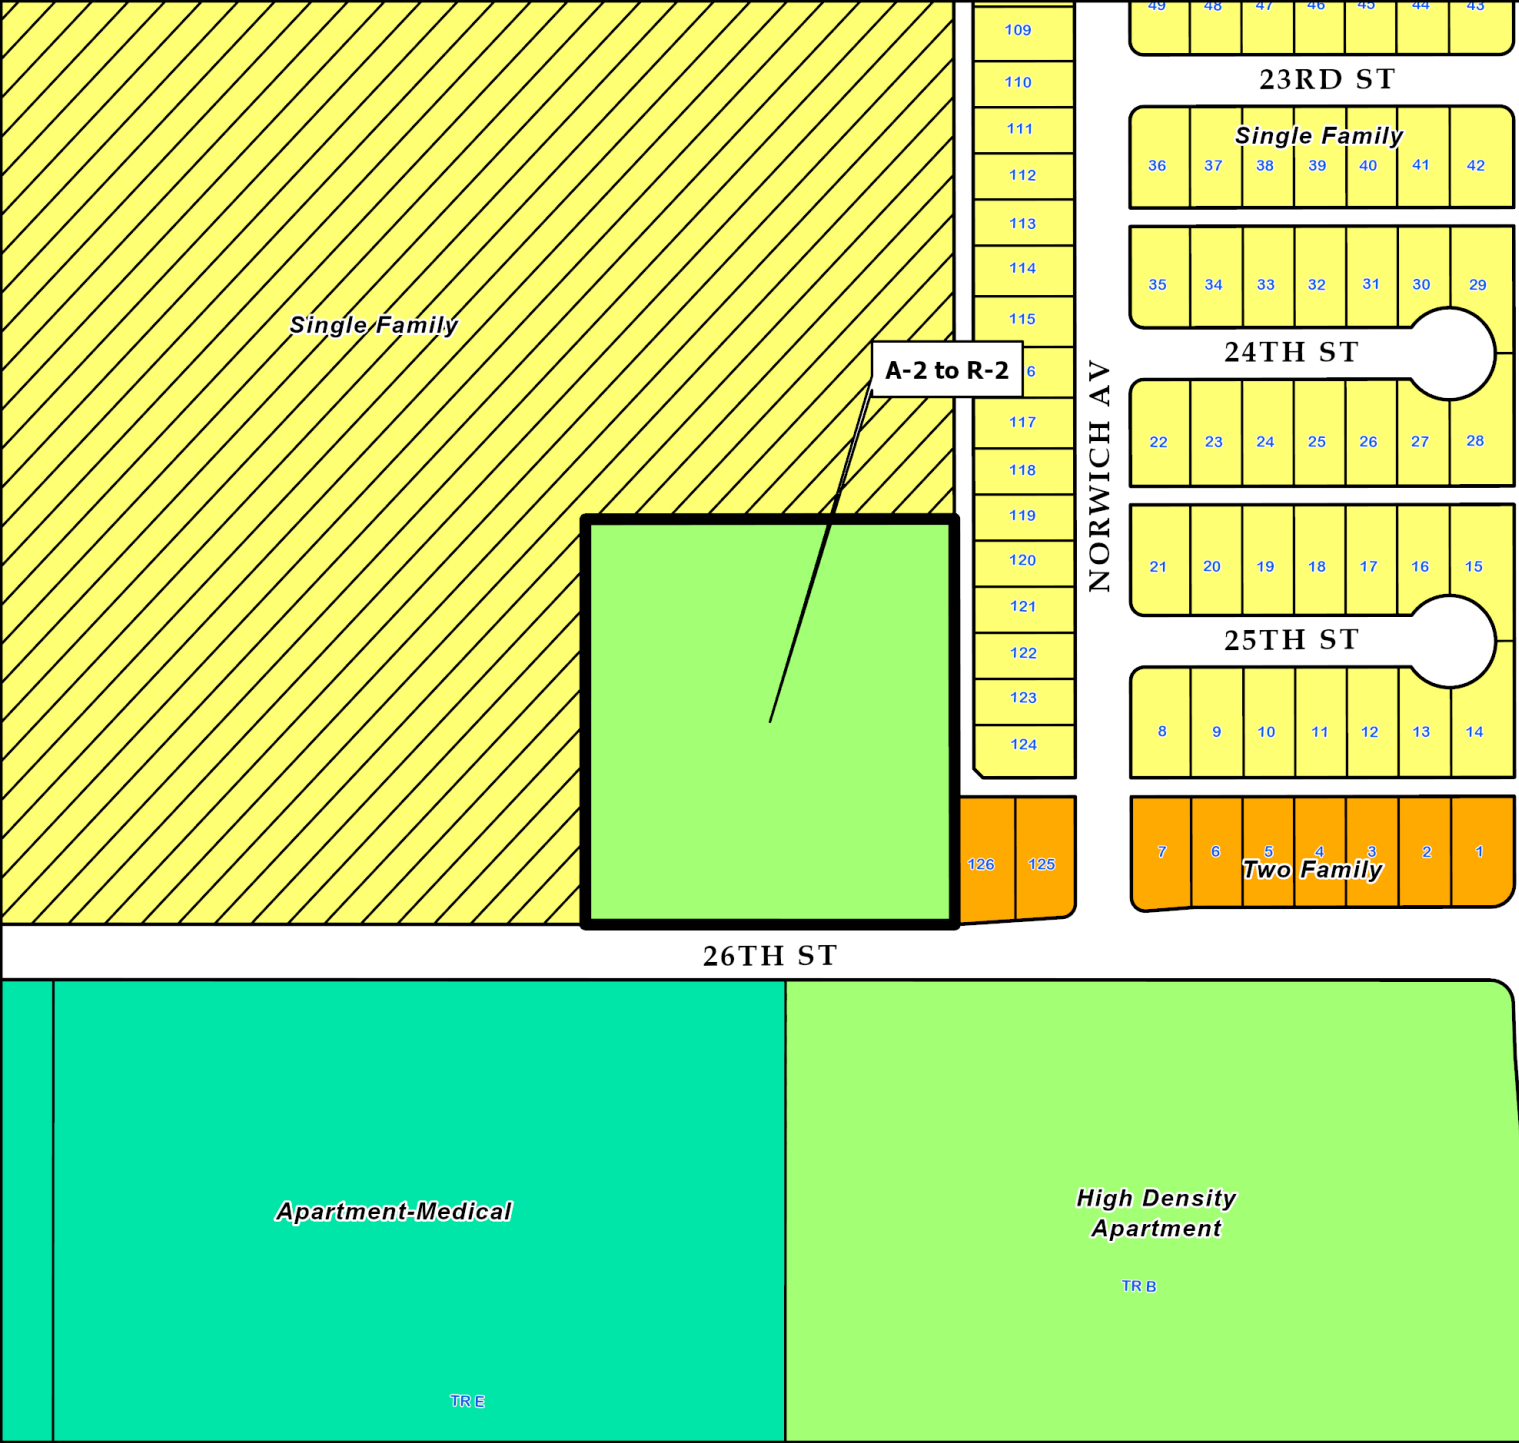 49 48 47 46 45 44 43
109
23RD ST
110
111
Single Family
36 37 38 39 40 41 42
112
113
114
35 34 33 32 31 30 29
115
Single Family
24TH ST
A-2 to R-2
6
117
NORWICH AV
22 23 24 25 26 27 28
118
119
120
21 20 19 18 17 16 15
121
25TH ST
122
123
8 9 10 11 12 13 14
124
126 125
7 6 5 4 3 2 1
Two Family
26TH ST
Apartment-Medical
High Density
Apartment
TR B
TR E